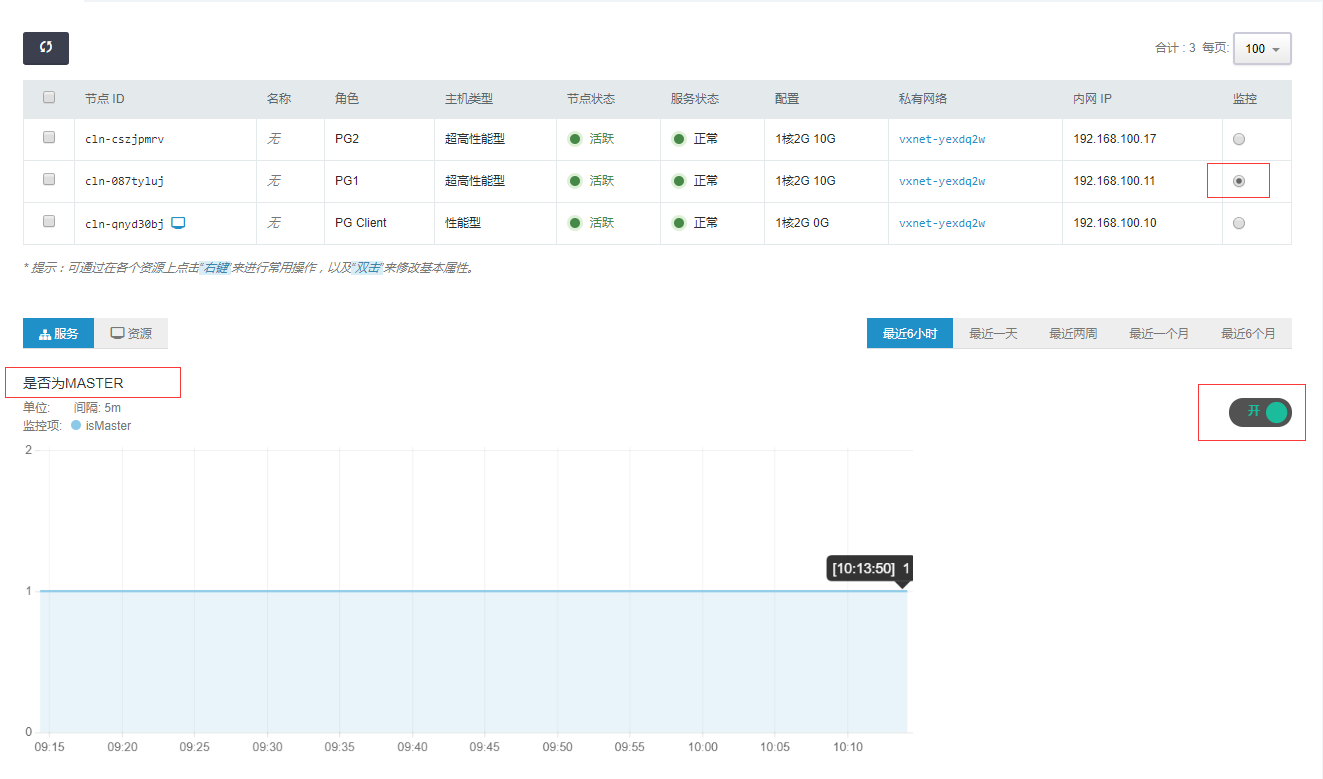 合计 : 3 每页: 100
节点 ID 名称 角色 主机类型 节点状态 服务状态 配置 私有网络 内网 IP 监控
cln-cszjpmrv 无 PG2 超高性能型 活跃 正常 1核2G 10G vxnet-yexdq2w 192.168.100.17
cln-087tyluj 无 PG1 超高性能型 活跃 正常 1核2G 10G vxnet-yexdq2w 192.168.100.11
cln-qnyd30bj 无 PG Client 性能型 活跃 正常 1核2G 0G vxnet-yexdq2w 192.168.100.10
* 提示：可通过在各个资源上点击"右键"来进行常用操作，以及"双击"来修改基本属性。
服务 资源 最近6小时 最近一天 最近两周 最近一个月 最近6个月
是否为MASTER
单位: 间隔: 5m
开
监控项: isMaster
2
[10:13:50] 1
1
0
09:15 09:20 09:25 09:30 09:35 09:40 09:45 09:50 09:55 10:00 10:05 10:10